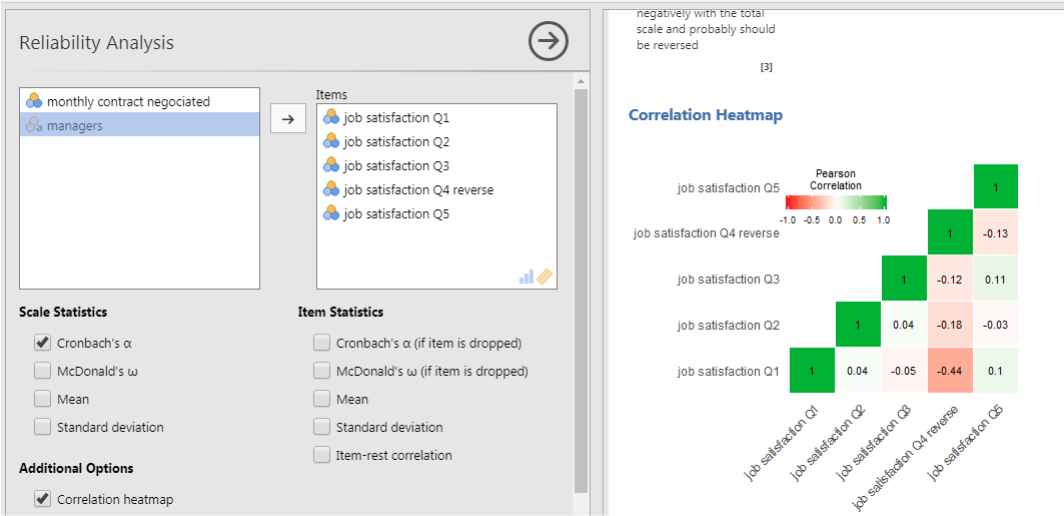 Reliability Analysis
monthly contract negociated
managers
Items
job satisfaction Q1
job satisfaction Q2
job satisfaction Q3
job satisfaction Q4 reverse
job satisfaction Q5
Scale Statistics
Cronbach's α
McDonald's ω
Mean
Standard deviation
Item Statistics
Cronbach's α (if item is dropped)
McDonald's ω (if item is dropped)
Mean
Standard deviation
Item-rest correlation
Additional Options
Correlation heatmap
negatively with the total
scale and probably should
be reversed
[3]
Correlation Heatmap
Pearson
Correlation
-1.0 -0.5 0.0 0.5 1.0
job satisfaction Q5 1
job satisfaction Q4 reverse 1 -0.13
job satisfaction Q3 1 -0.12 0.11
job satisfaction Q2 1 0.04 -0.18 -0.03
job satisfaction Q1 1 0.04 -0.05 -0.44 0.1
job satisfaction Q1
job satisfaction Q2
job satisfaction Q3
job satisfaction Q4 reverse
job satisfaction Q5